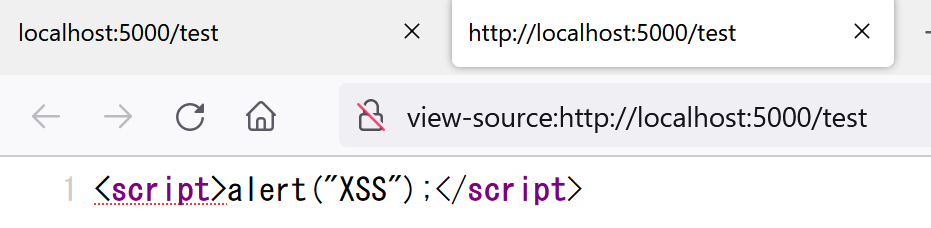 localhost:5000/test
http://localhost:5000/test
view-source:http://localhost:5000/test
1 <script>alert("XSS");</script>